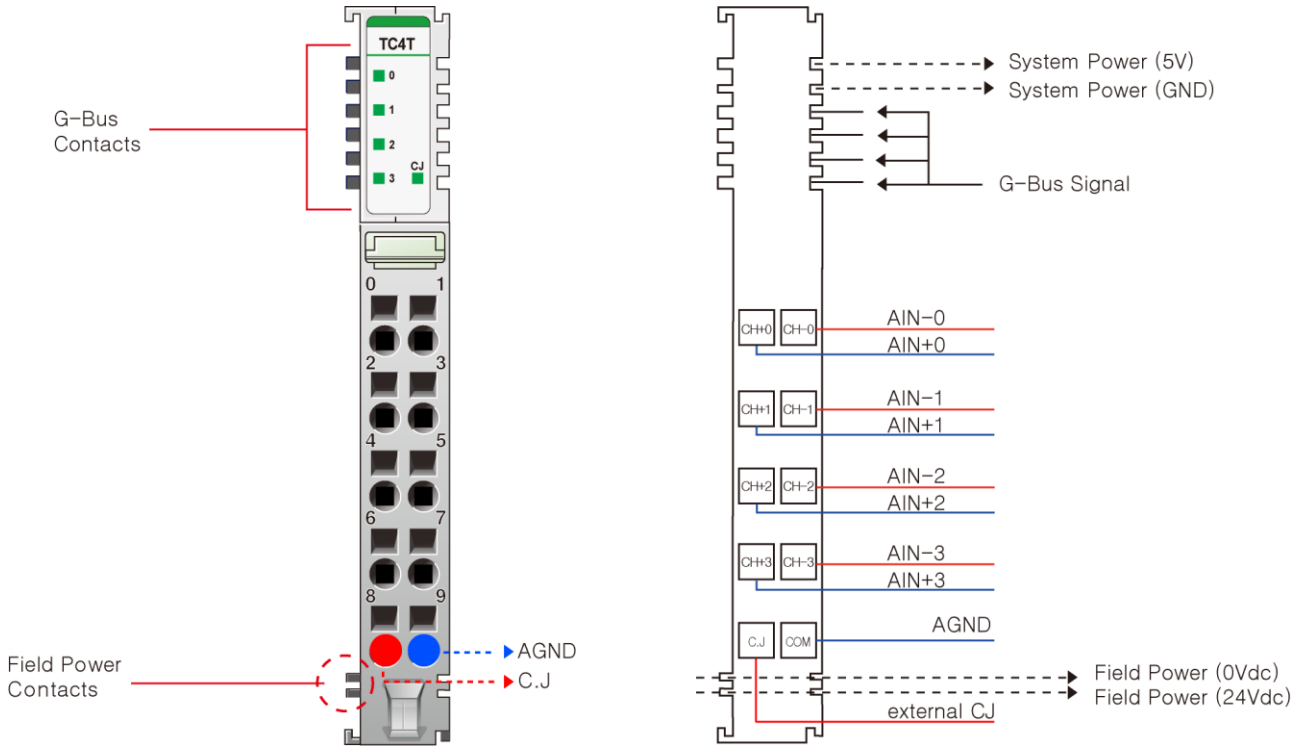 TC4T
0
1
2
CJ
3
G-Bus
Contacts
0 1
2 3
4 5
6 7
8 9
AGND
C.J
Field Power
Contacts
System Power (5V)
System Power (GND)
G-Bus Signal
CH+0 CH-0
AIN-0
AIN+0
CH+1 CH-1
AIN-1
AIN+1
CH+2 CH-2
AIN-2
AIN+2
CH+3 CH-3
AIN-3
AIN+3
C.J COM
AGND
Field Power (0Vdc)
Field Power (24Vdc)
external CJ